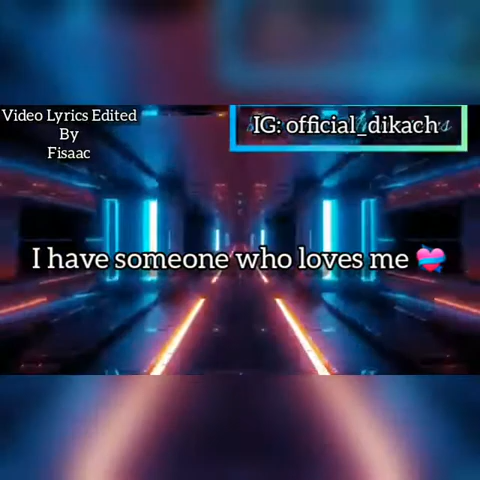 Video Lyrics Edited
By
Fisaac
IG: official_dikach
I have someone who loves me 💘